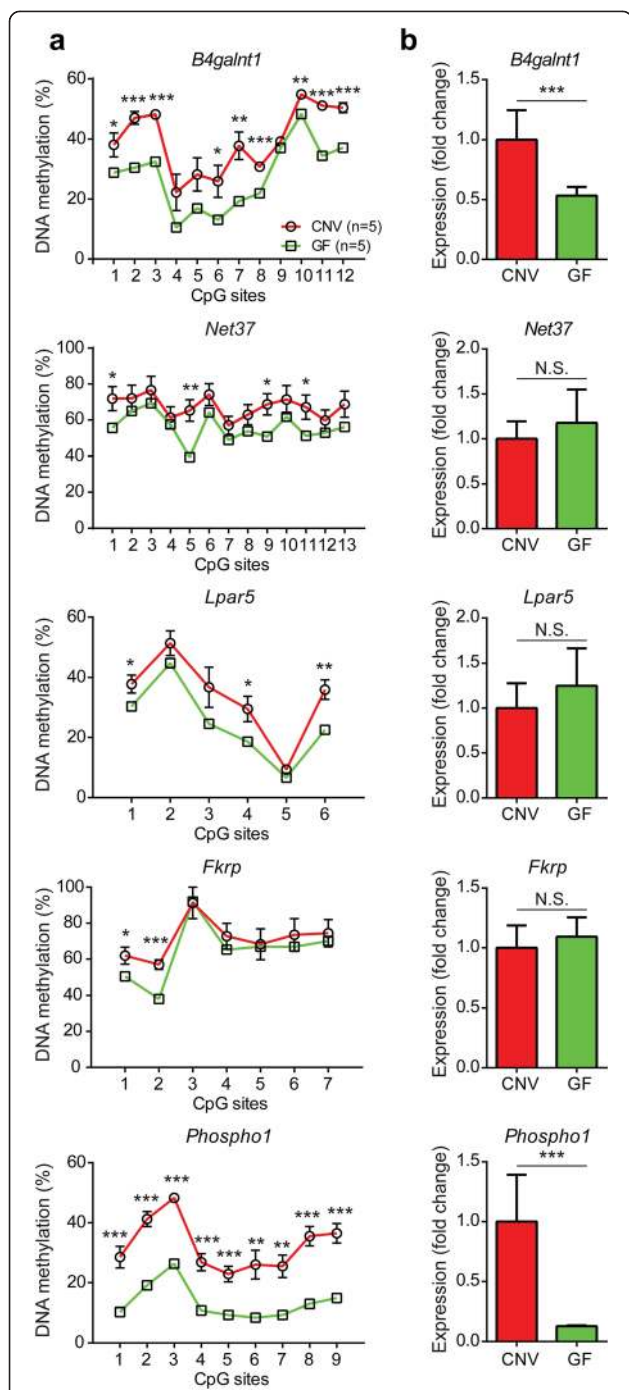 a
b
B4galnt1
DNA methylation (%)
60
40
20
0
* *** *** * ** *** ** *** ***
CNV (n=5)
GF (n=5)
1 2 3 4 5 6 7 8 9 10 11 12
CpG sites
B4galnt1
Expression (fold change)
1.5
1.0
0.5
0.0
***
CNV GF
Net37
DNA methylation (%)
100
80
60
40
20
0
* ** * *
1 2 3 4 5 6 7 8 9 10 11 12 13
CpG sites
Net37
Expression (fold change)
2.0
1.5
1.0
0.5
0.0
N.S.
CNV GF
Lpar5
DNA methylation (%)
60
40
20
0
* * **
1 2 3 4 5 6
CpG sites
Lpar5
Expression (fold change)
2.0
1.5
1.0
0.5
0.0
N.S.
CNV GF
Fkrp
DNA methylation (%)
100
80
60
40
20
0
* ***
1 2 3 4 5 6 7
CpG sites
Fkrp
Expression (fold change)
1.5
1.0
0.5
0.0
N.S.
CNV GF
Phospho1
DNA methylation (%)
60
40
20
0
*** *** *** *** *** ** ** *** ***
1 2 3 4 5 6 7 8 9
CpG sites
Phospho1
Expression (fold change)
1.5
1.0
0.5
0.0
***
CNV GF